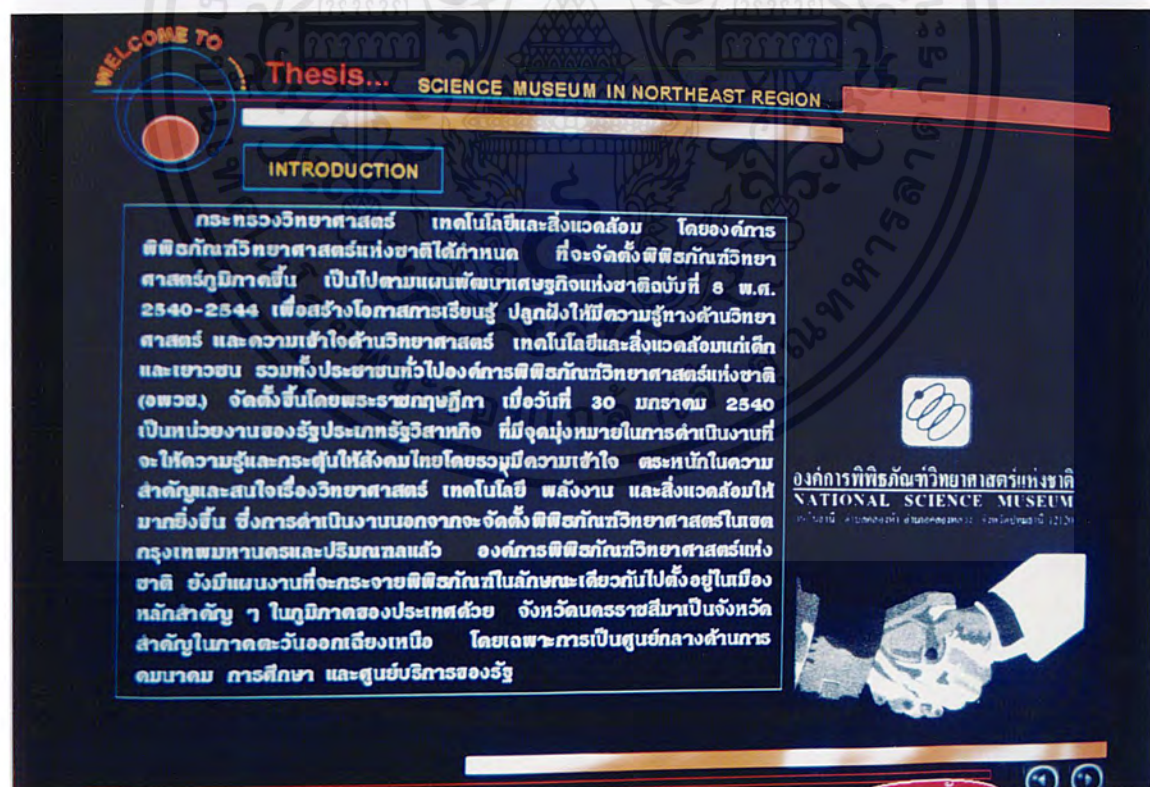 WELCOME TO .....
Thesis...
SCIENCE MUSEUM IN NORTHEAST REGION
INTRODUCTION
กระทรวงวิทยาศาสตร์ เทคโนโลยีและสิ่งแวดล้อม โดยองค์การ
พิพิธภัณฑ์วิทยาศาสตร์แห่งชาติได้กำหนด ที่จะจัดตั้งพิพิธภัณฑ์วิทยา
ศาสตร์ภูมิภาคขึ้น เป็นไปตามแผนพัฒนาเศรษฐกิจแห่งชาติฉบับที่ 8 พ.ศ.
2540-2544 เพื่อสร้างโอกาสการเรียนรู้ ปลูกฝังให้มีความรู้ทางด้านวิทยา
ศาสตร์ และความเข้าใจด้านวิทยาศาสตร์ เทคโนโลยีและสิ่งแวดล้อมแก่เด็ก
และเยาวชน รวมทั้งประชาชนทั่วไปองค์การพิพิธภัณฑ์วิทยาศาสตร์แห่งชาติ
(อพวช.) จัดตั้งขึ้นโดยพระราชกฤษฎีกา เมื่อวันที่ 30 มกราคม 2540
เป็นหน่วยงานของรัฐประเภทรัฐวิสาหกิจ ที่มีจุดมุ่งหมายในการดำเนินงานที่
จะให้ความรู้และกระตุ้นให้สังคมไทยโดยรวมมีความเข้าใจ ตระหนักในความ
สำคัญและสนใจเรื่องวิทยาศาสตร์ เทคโนโลยี พลังงาน และสิ่งแวดล้อมให้
มากยิ่งขึ้น ซึ่งการดำเนินงานนอกจากจะจัดตั้งพิพิธภัณฑ์วิทยาศาสตร์ในเขต
กรุงเทพมหานครและปริมณฑลแล้ว องค์การพิพิธภัณฑ์วิทยาศาสตร์แห่ง
ชาติ ยังมีแผนงานที่จะกระจายพิพิธภัณฑ์ในลักษณะเดียวกันไปตั้งอยู่ในเมือง
หลักสำคัญ ๆ ในภูมิภาคของประเทศด้วย จังหวัดนครราชสีมาเป็นจังหวัด
สำคัญในภาคตะวันออกเฉียงเหนือ โดยเฉพาะการเป็นศูนย์กลางด้านการ
คมนาคม การศึกษา และศูนย์บริการของรัฐ
องค์การพิพิธภัณฑ์วิทยาศาสตร์แห่งชาติ
NATIONAL SCIENCE MUSEUM